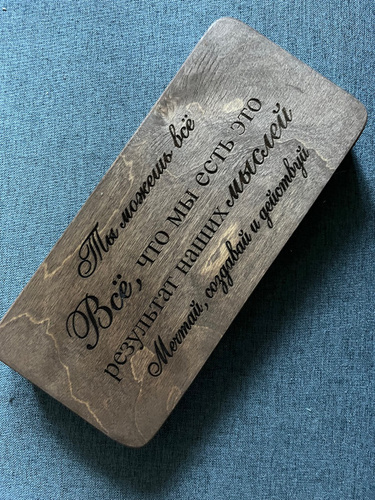 Ты можешь всё
Всё, что мы есть это
результат наших мыслей
Мечтай, создавай и действуй